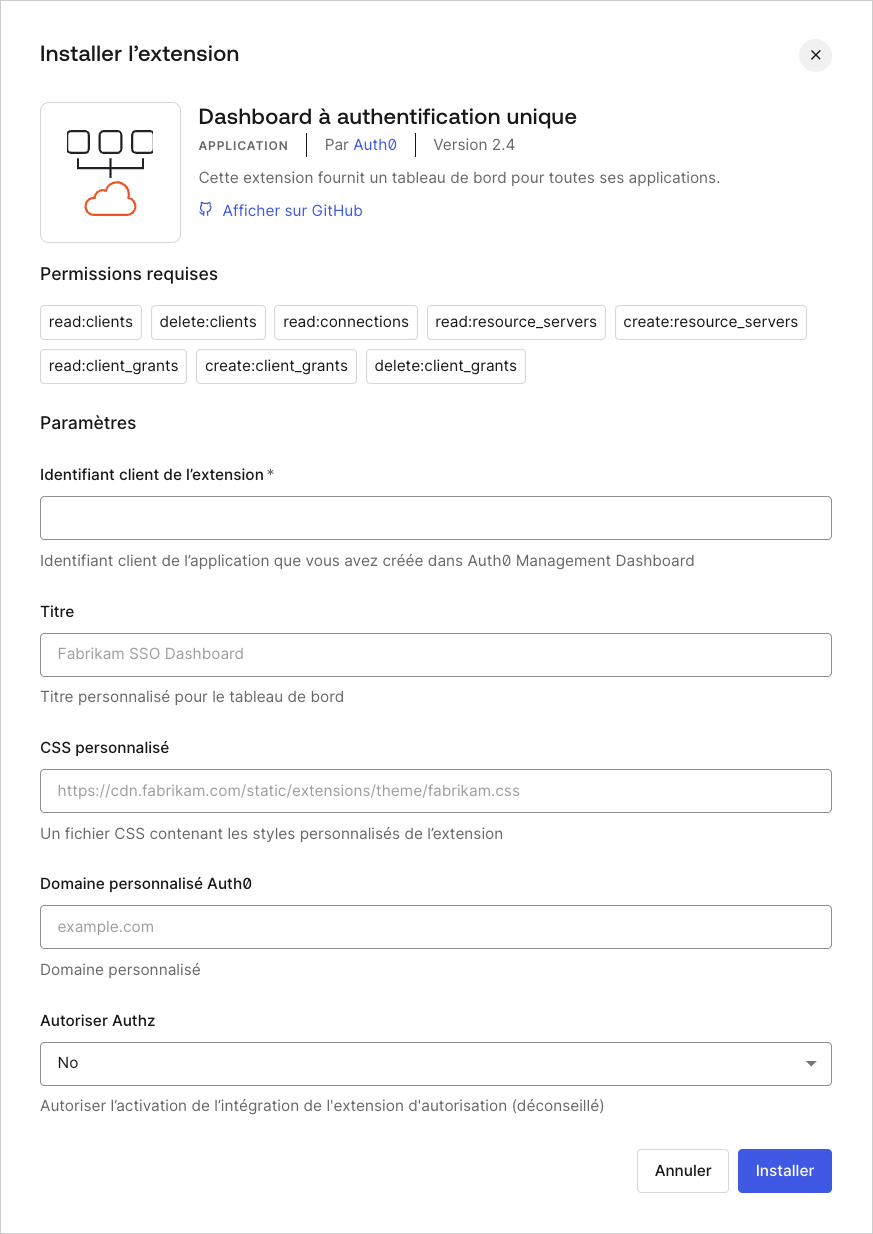 Installer l’extension
Dashboard à authentification unique
APPLICATION Par Auth0 Version 2.4
Cette extension fournit un tableau de bord pour toutes ses applications.
Afficher sur GitHub
Permissions requises
read:clients delete:clients read:connections read:resource_servers create:resource_servers
read:client_grants create:client_grants delete:client_grants
Paramètres
Identifiant client de l’extension *
Identifiant client de l’application que vous avez créée dans Auth0 Management Dashboard
Titre
Fabrikam SSO Dashboard
Titre personnalisé pour le tableau de bord
CSS personnalisé
https://cdn.fabrikam.com/static/extensions/theme/fabrikam.css
Un fichier CSS contenant les styles personnalisés de l’extension
Domaine personnalisé Auth0
example.com
Domaine personnalisé
Autoriser Authz
No
Autoriser l’activation de l’intégration de l'extension d'autorisation (déconseillé)
Annuler Installer